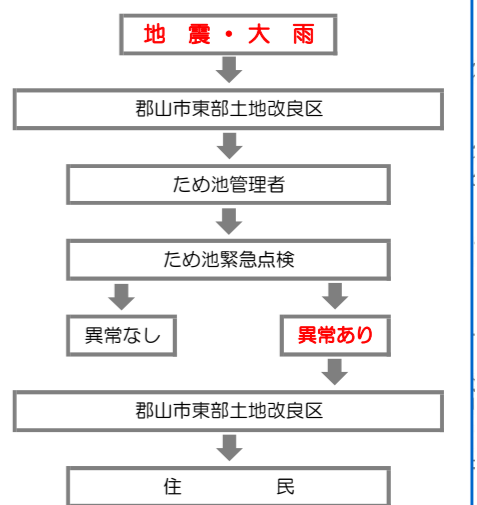 地 震・大 雨
郡山市東部土地改良区
ため池管理者
ため池緊急点検
異常なし
異常あり
郡山市東部土地改良区
住 民